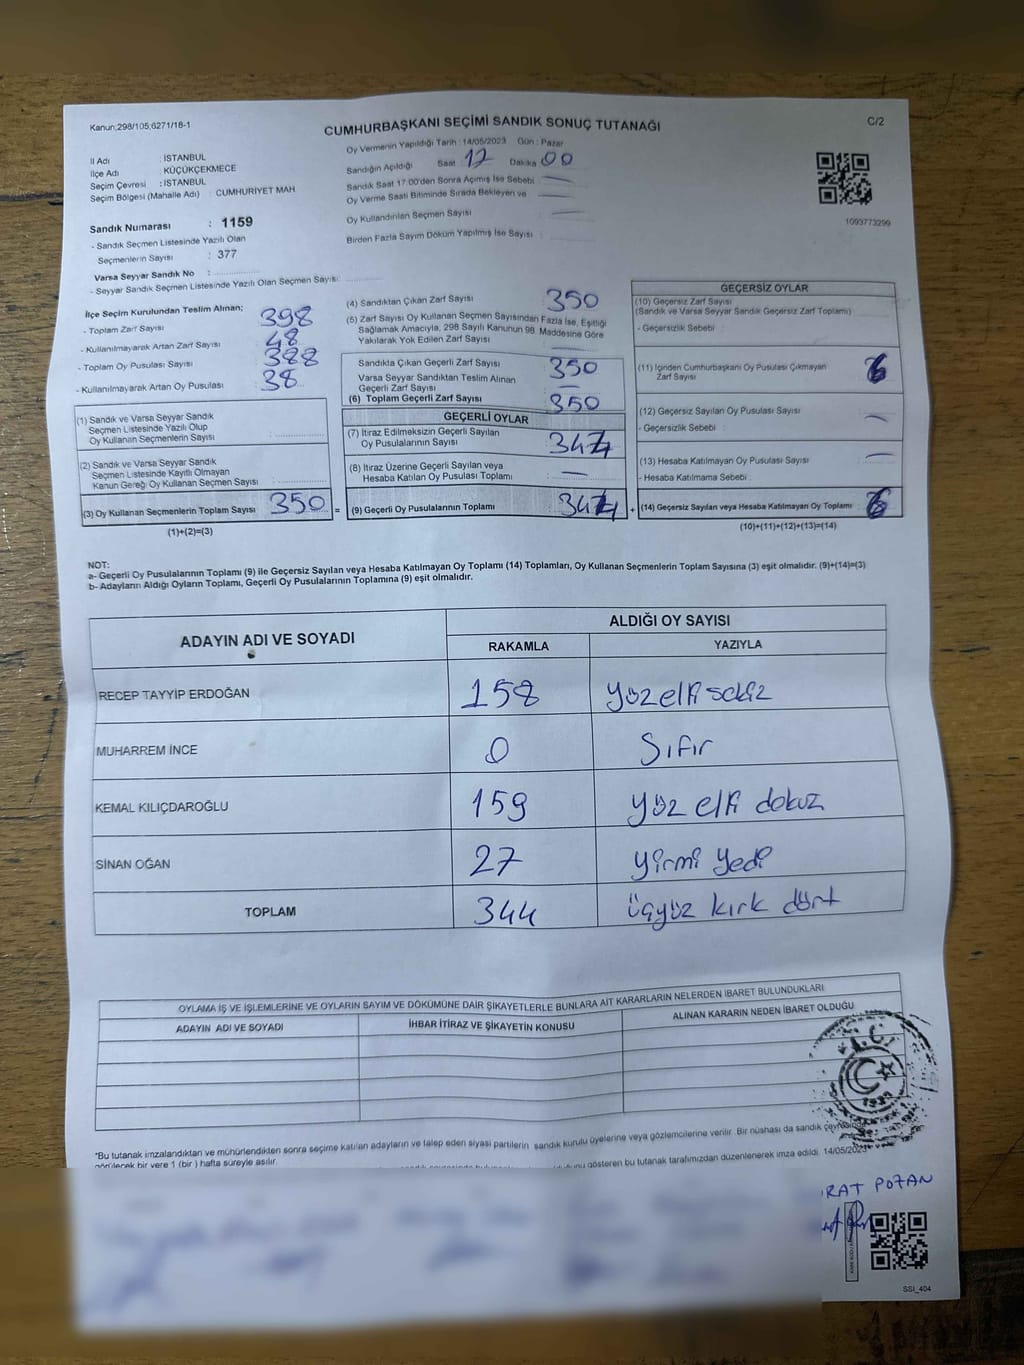 Kanun;298/105;6271/18-1
CUMHURBAŞKANI SEÇİMİ SANDIK SONUÇ TUTANAĞI
C/2
İl Adı : İSTANBUL
İlçe Adı : KÜÇÜKÇEKMECE
Seçim Çevresi : İSTANBUL
Seçim Bölgesi (Mahalle Adı) : CUMHURİYET MAH
Sandık Numarası : 1159
- Sandık Seçmen Listesinde Yazılı Olan
Seçmenlerin Sayısı : 377
Varsa Seyyar Sandık No :
- Seyyar Sandık Seçmen Listesinde Yazılı Olan Seçmen Sayısı:
Oy Vermenin Yapıldığı Tarih : 14/05/2023 Gün : Pazar
Sandığın Açıldığı Saat 17 Dakika 00
Sandık Saat 17:00'den Sonra Açımış İse Sebebi
Oy Verme Saati Bitiminde Sırada Bekleyen ve
Oy Kullandırılan Seçmen Sayısı
Birden Fazla Sayım Döküm Yapılmış İse Sayısı :
1093773299
İlçe Seçim Kurulundan Teslim Alınan:
- Toplam Zarf Sayısı 398
- Kullanılmayarak Artan Zarf Sayısı 48
- Toplam Oy Pusulası Sayısı 388
- Kullanılmayarak Artan Oy Pusulası 38
(1) Sandık ve Varsa Seyyar Sandık
Seçmen Listesinde Yazılı Olup
Oy Kullanan Seçmenlerin Sayısı :
(2) Sandık ve Varsa Seyyar Sandık
Seçmen Listesinde Kayıtlı Olmayan
Kanun Gereği Oy Kullanan Seçmen Sayısı
(3) Oy Kullanan Seçmenlerin Toplam Sayısı 350 =
(1)+(2)=(3)
(4) Sandıktan Çıkan Zarf Sayısı 350
(5) Zarf Sayısı Oy Kullanan Seçmen Sayısından Fazla İse, Eşitliği
Sağlamak Amacıyla, 298 Sayılı Kanunun 98. Maddesine Göre
Yakılarak Yok Edilen Zarf Sayısı
Sandıkta Çıkan Geçerli Zarf Sayısı 350
Varsa Seyyar Sandıktan Teslim Alınan
Geçerli Zarf Sayısı
(6) Toplam Geçerli Zarf Sayısı 350
GEÇERLİ OYLAR
(7) İtiraz Edilmeksizin Geçerli Sayılan
Oy Pusulalarının Sayısı 344
(8) İtiraz Üzerine Geçerli Sayılan veya
Hesaba Katılan Oy Pusulası Toplamı
(9) Geçerli Oy Pusulalarının Toplamı 344 +
GEÇERSİZ OYLAR
(10) Geçersiz Zarf Sayısı
(Sandık ve Varsa Seyyar Sandık Geçersiz Zarf Toplamı)
- Geçersizlik Sebebi
(11) İçinden Cumhurbaşkanı Oy Pusulası Çıkmayan
Zarf Sayısı 6
(12) Geçersiz Sayılan Oy Pusulası Sayısı
- Geçersizlik Sebebi :
(13) Hesaba Katılmayan Oy Pusulası Sayısı
- Hesaba Katılmama Sebebi :
(14) Geçersiz Sayılan veya Hesaba Katılmayan Oy Toplamı 6
(10)+(11)+(12)+(13)=(14)
NOT:
a- Geçerli Oy Pusulalarının Toplamı (9) ile Geçersiz Sayılan veya Hesaba Katılmayan Oy Toplamı (14) Toplamları, Oy Kullanan Seçmenlerin Toplam Sayısına (3) eşit olmalıdır. (9)+(14)=(3)
b- Adayların Aldığı Oyların Toplamı, Geçerli Oy Pusulalarının Toplamına (9) eşit olmalıdır.
ADAYIN ADI VE SOYADI
ALDIĞI OY SAYISI
RAKAMLA YAZIYLA
RECEP TAYYİP ERDOĞAN 158 yüz elli sekiz
MUHARREM İNCE 0 Sıfır
KEMAL KILIÇDAROĞLU 159 yüz elli dokuz
SİNAN OĞAN 27 yirmi yedi
TOPLAM 344 üçyüz kırk dört
OYLAMA İŞ VE İŞLEMLERİNE VE OYLARIN SAYIM VE DÖKÜMÜNE DAİR ŞİKAYETLERLE BUNLARA AİT KARARLARIN NELERDEN İBARET BULUNDUKLARI
ADAYIN ADI VE SOYADI İHBAR İTİRAZ VE ŞİKAYETİN KONUSU ALINAN KARARIN NEDEN İBARET OLDUĞU
T.C.
*Bu tutanak imzalandıktan ve mühürlendikten sonra seçime katılan adayların ve talep eden siyasi partilerin sandık kurulu üyelerine veya gözlemcilerine verilir. Bir nüshası da sandık çevresinde
görülecek bir yere 1 (bir) hafta süreyle asılır.
gösteren bu tutanak tarafımızdan düzenlenerek imza edildi. 14/05/2023
RAT POZAN
SSI_404